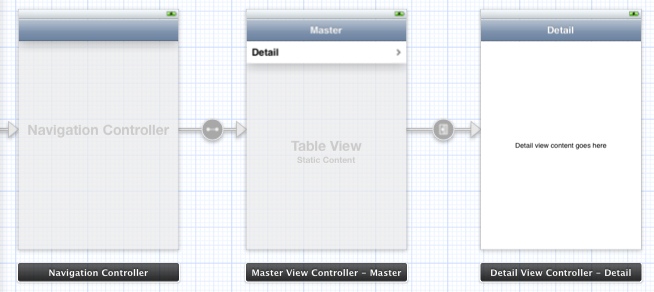 Master
Detail
Detail
Navigation Controller
Table View
Static Content
Detail view content goes here
Navigation Controller
Master View Controller – Master
Detail View Controller – Detail